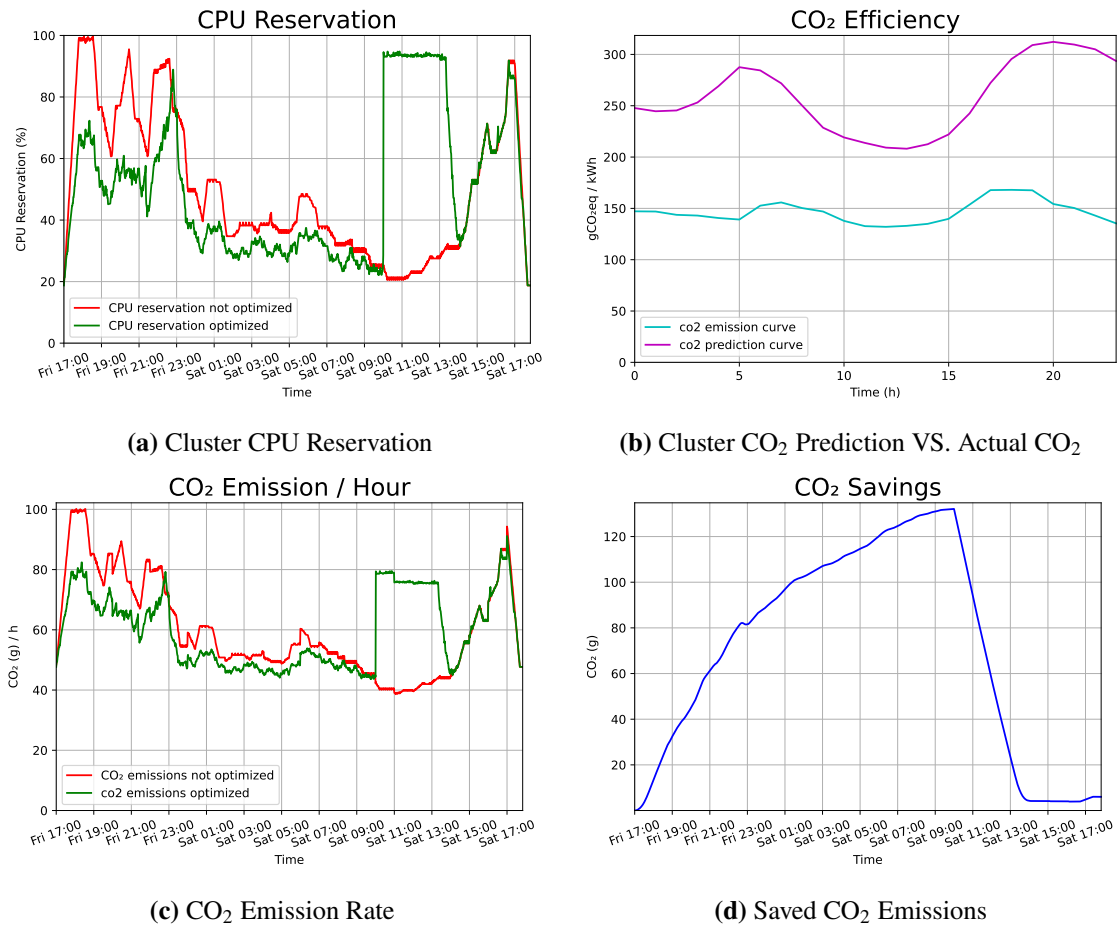 CPU Reservation
100
80
60
40
20
0
CPU Reservation (%)
CPU reservation not optimized
CPU reservation optimized
Fri 17:00
Fri 19:00
Fri 21:00
Fri 23:00
Sat 01:00
Sat 03:00
Sat 05:00
Sat 07:00
Sat 09:00
Sat 11:00
Sat 13:00
Sat 15:00
Sat 17:00
Time
(a) Cluster CPU Reservation
CO₂ Efficiency
300
250
200
150
100
50
0
gCO₂eq / kWh
co2 emission curve
co2 prediction curve
0 5 10 15 20
Time (h)
(b) Cluster CO₂ Prediction VS. Actual CO₂
CO₂ Emission / Hour
100
80
60
40
20
0
CO₂ (g) / h
CO₂ emissions not optimized
co2 emissions optimized
Fri 17:00
Fri 19:00
Fri 21:00
Fri 23:00
Sat 01:00
Sat 03:00
Sat 05:00
Sat 07:00
Sat 09:00
Sat 11:00
Sat 13:00
Sat 15:00
Sat 17:00
Time
(c) CO₂ Emission Rate
CO₂ Savings
120
100
80
60
40
20
CO₂ (g)
Fri 17:00
Fri 19:00
Fri 21:00
Fri 23:00
Sat 01:00
Sat 03:00
Sat 05:00
Sat 07:00
Sat 09:00
Sat 11:00
Sat 13:00
Sat 15:00
Sat 17:00
Time
(d) Saved CO₂ Emissions